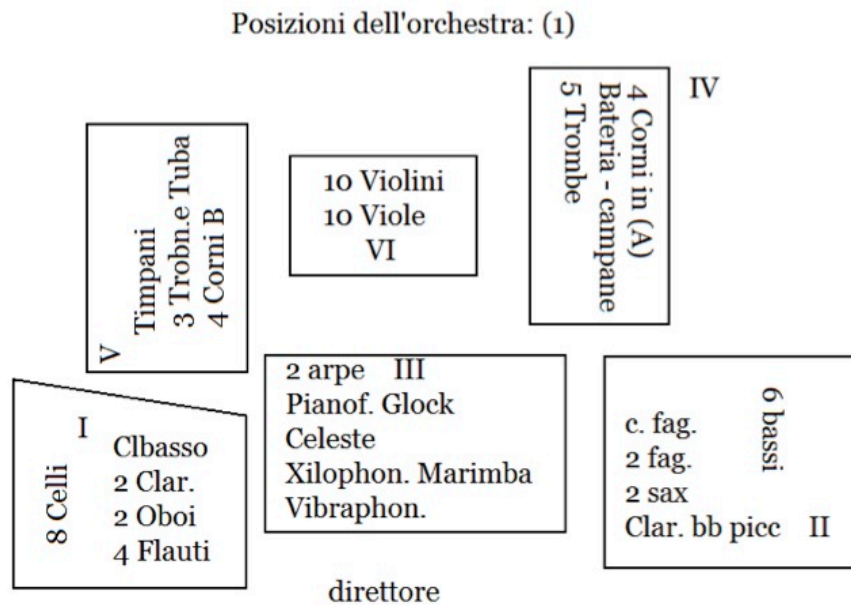 Posizioni dell'orchestra: (1)
IV
4 Corni in (A)
Bateria - campane
5 Trombe
10 Violini
10 Viole
VI
Timpani
3 Trobn.e Tuba
4 Corni B
V
2 arpe III
Pianof. Glock
Celeste
Xilophon. Marimba
Vibraphon.
6 bassi
c. fag.
2 fag.
2 sax
Clar. bb picc II
I
8 Celli
Clbasso
2 Clar.
2 Oboi
4 Flauti
direttore